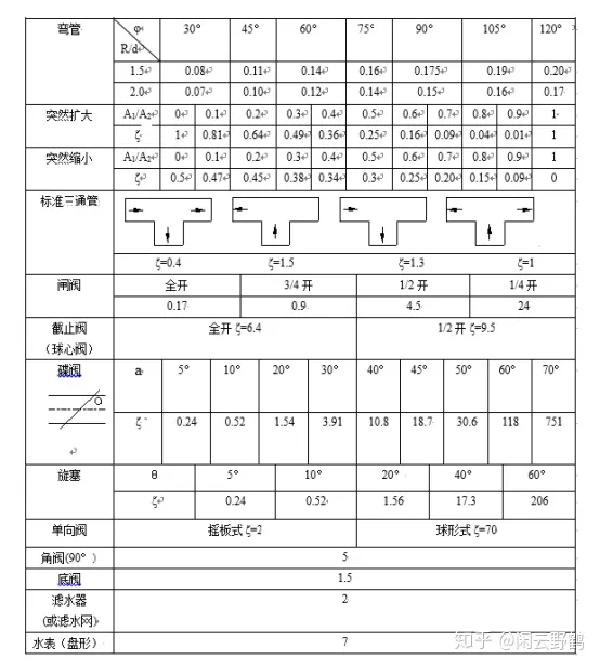 弯管 φ 30° 45° 60° 75° 90° 105° 120°
R/d
1.5 0.08 0.11 0.14 0.16 0.175 0.19 0.20
2.0 0.07 0.10 0.12 0.14 0.15 0.16 0.17
突然扩大 A₁/A₂ 0 0.1 0.2 0.3 0.4 0.5 0.6 0.7 0.8 0.9 1
ζ 1 0.81 0.64 0.49 0.36 0.25 0.16 0.09 0.04 0.01 1
突然缩小 A₁/A₂ 0 0.1 0.2 0.3 0.4 0.5 0.6 0.7 0.8 0.9 1
ζ 0.5 0.47 0.45 0.38 0.34 0.3 0.25 0.20 0.15 0.09 0
标准三通管
ζ=0.4 ζ=1.5 ζ=1.3 ζ=1
闸阀 全开 3/4 开 1/2 开 1/4 开
0.17 0.9 4.5 24
截止阀 全开 ζ=6.4 1/2 开 ζ=9.5
（球心阀）
碟阀 a 5° 10° 20° 30° 40° 45° 50° 60° 70°
ζ 0.24 0.52 1.54 3.91 10.8 18.7 30.6 118 751
旋塞 θ 5° 10° 20° 40° 60°
ζ 0.24 0.52 1.56 17.3 206
单向阀 摇板式 ζ=2 球形式 ζ=70
角阀(90°) 5
底阀 1.5
滤水器 2
(或滤水网)
水表（盘形） 7
知乎 @闲云野鹤